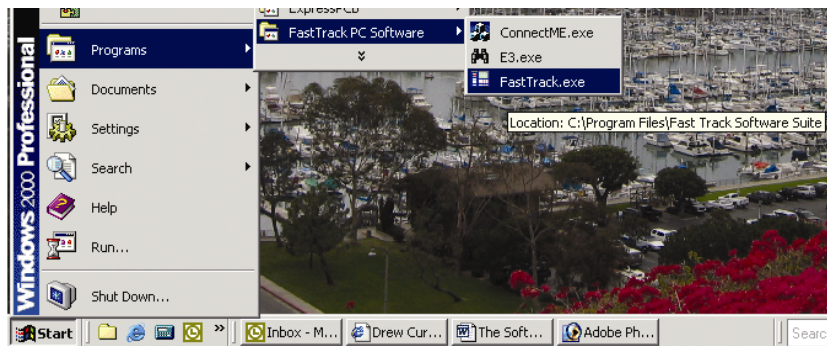 Windows 2000 Professional
ExpressPCB
Programs
FastTrack PC Software
ConnectME.exe
E3.exe
FastTrack.exe
Location: C:\Program Files\Fast Track Software Suite
Documents
Settings
Search
Help
Run...
Shut Down...
Start
»
Inbox - M...
Drew Cur...
The Soft...
Adobe Ph...
Searc